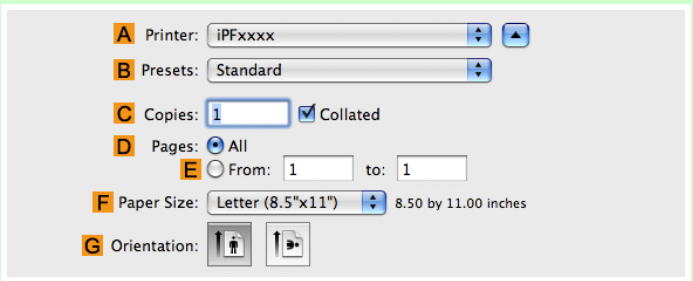 A Printer: iPFxxxx
B Presets: Standard
C Copies: 1 Collated
D Pages: All
E From: 1 to: 1
F Paper Size: Letter (8.5"x11") 8.50 by 11.00 inches
G Orientation: